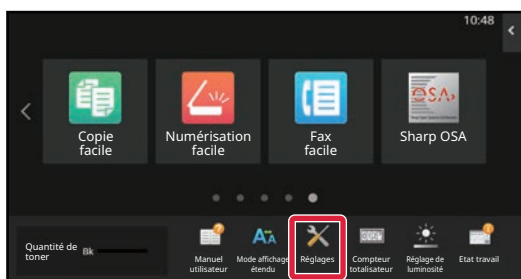 10:48
Copie
facile
Numérisation
facile
Fax
facile
ØSA
Sharp OSA
Quantité de
toner
Bk
Manuel
utilisateur
Mode affichage
étendu
Réglages
Compteur
totalisateur
Réglage de
luminosité
Etat travail